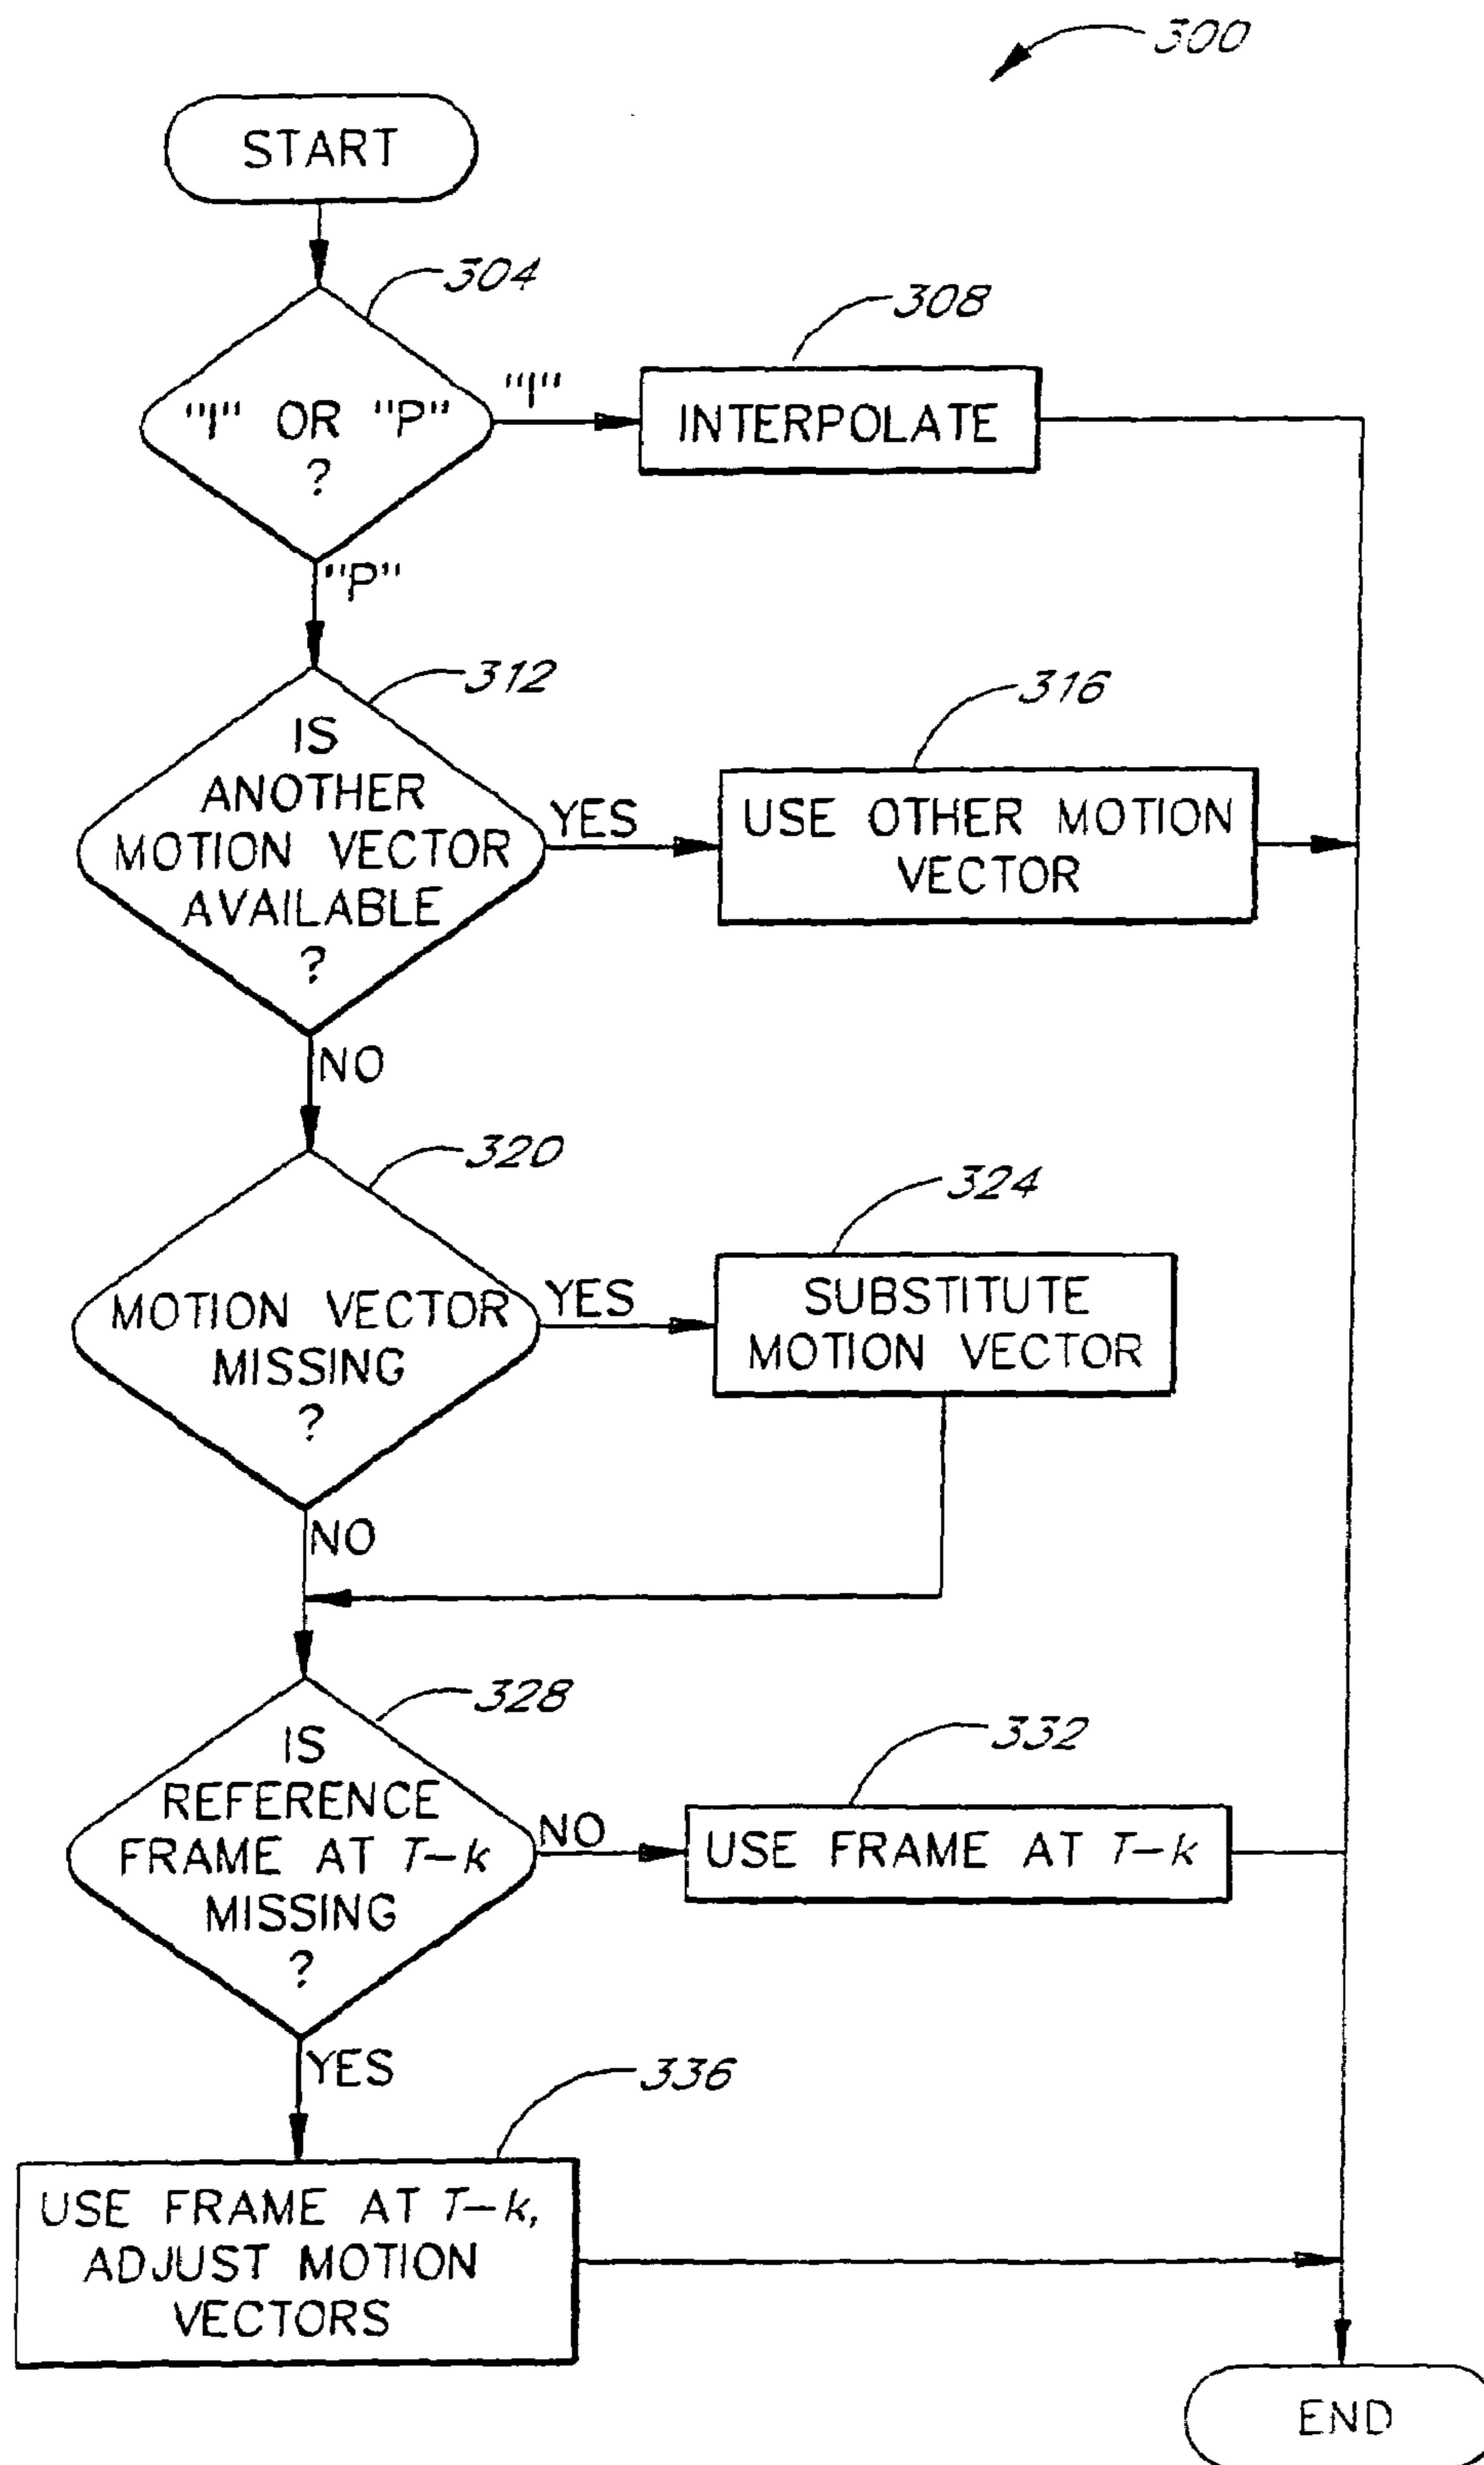 300
START
304
"I" OR "P"
?
"I"
308
INTERPOLATE
"P"
312
IS
ANOTHER
MOTION VECTOR
AVAILABLE
?
YES
316
USE OTHER MOTION
VECTOR
NO
320
MOTION VECTOR
MISSING
?
YES
324
SUBSTITUTE
MOTION VECTOR
NO
328
IS
REFERENCE
FRAME AT T-k
MISSING
?
NO
332
USE FRAME AT T-k
YES
336
USE FRAME AT T-k,
ADJUST MOTION
VECTORS
END